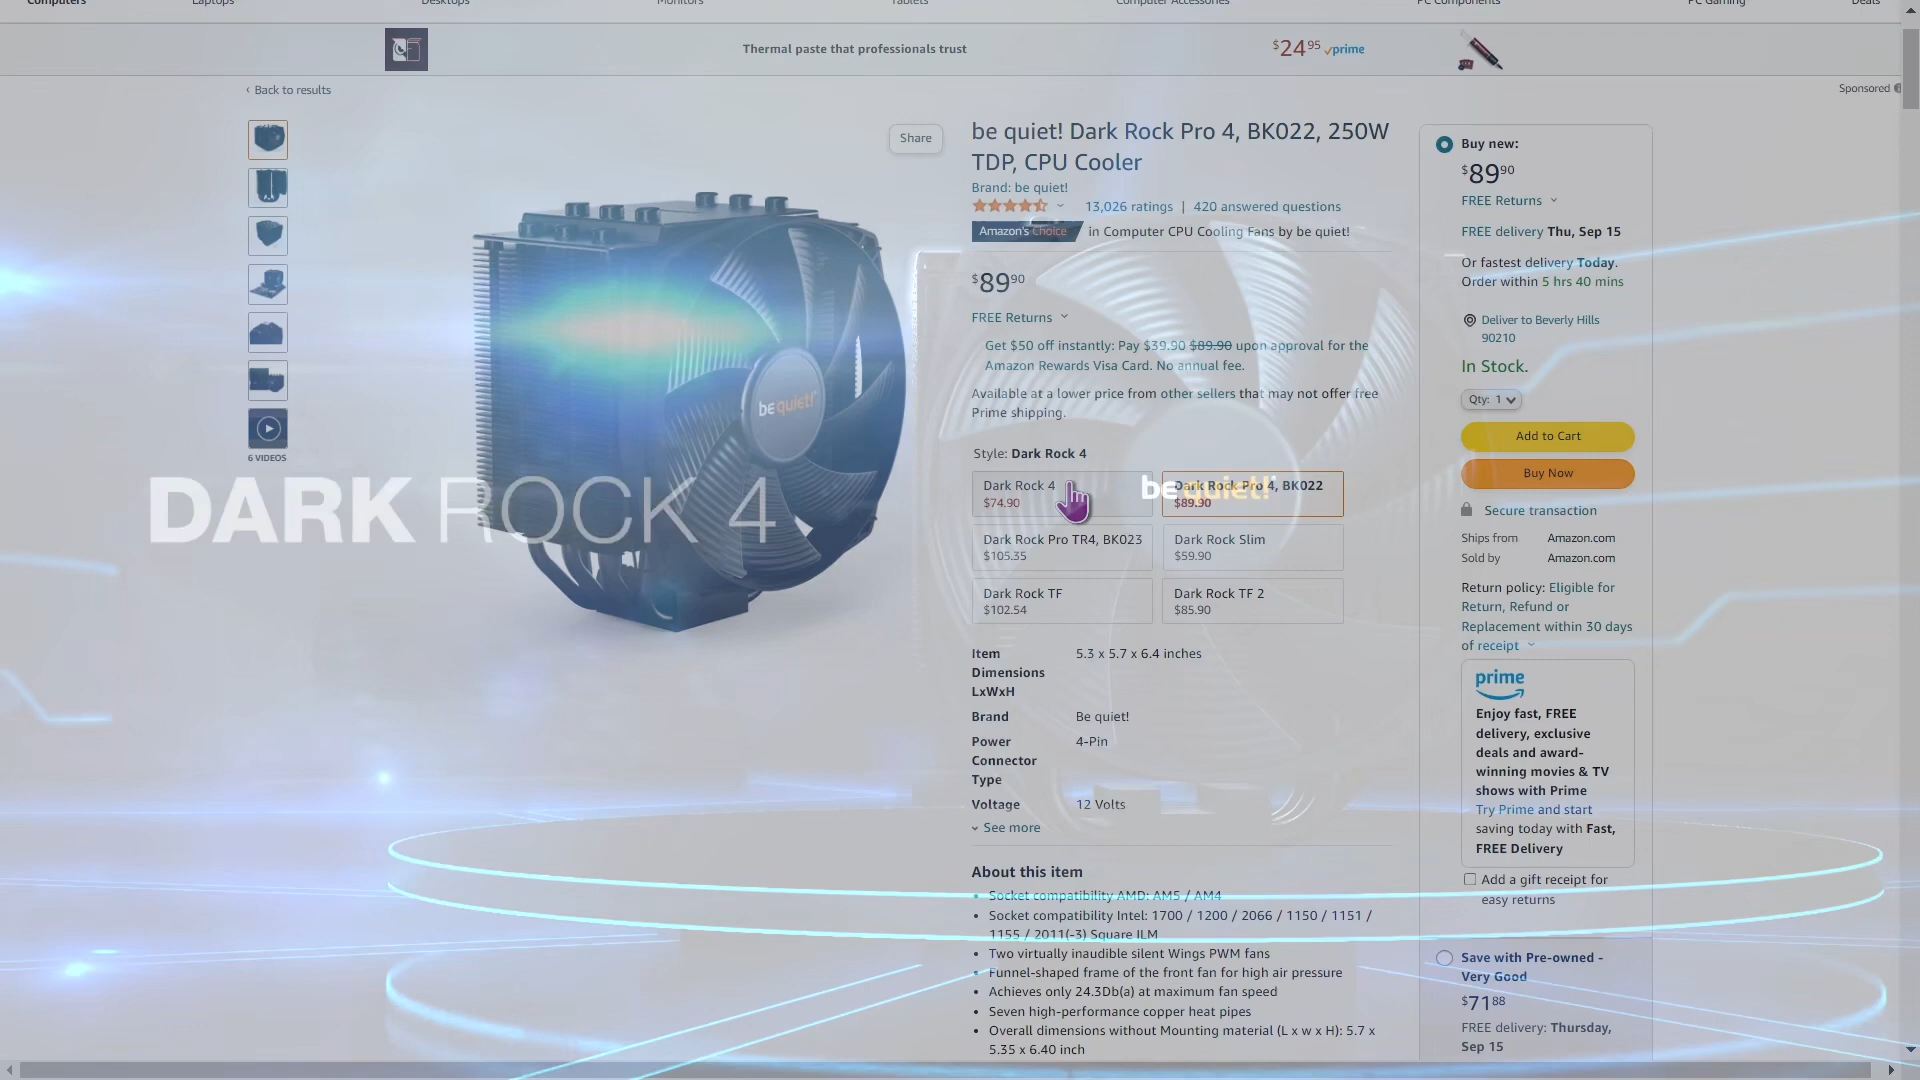 Computers Laptops Desktops Monitors Tablets Computer Accessories PC Components PC Gaming Deals
Thermal paste that professionals trust
$24 95 prime
‹ Back to results
Sponsored
Share
6 VIDEOS
DARK ROCK 4
be quiet!
be quiet! Dark Rock Pro 4, BK022, 250W
TDP, CPU Cooler
Brand: be quiet!
13,026 ratings | 420 answered questions
Amazon's Choice in Computer CPU Cooling Fans by be quiet!
$89 90
FREE Returns
Get $50 off instantly: Pay $39.90 $89.90 upon approval for the
Amazon Rewards Visa Card. No annual fee.
Available at a lower price from other sellers that may not offer free
Prime shipping.
Style: Dark Rock 4
Dark Rock 4
$74.90
Dark Rock Pro 4, BK022
$89.90
be quiet!
Dark Rock Pro TR4, BK023
$105.35
Dark Rock Slim
$59.90
Dark Rock TF
$102.54
Dark Rock TF 2
$85.90
Item
Dimensions
LxWxH
5.3 x 5.7 x 6.4 inches
Brand Be quiet!
Power
Connector
Type
4-Pin
Voltage 12 Volts
See more
About this item
• Socket compatibility AMD: AM5 / AM4
• Socket compatibility Intel: 1700 / 1200 / 2066 / 1150 / 1151 /
1155 / 2011(-3) Square ILM
• Two virtually inaudible silent Wings PWM fans
• Funnel-shaped frame of the front fan for high air pressure
• Achieves only 24.3Db(a) at maximum fan speed
• Seven high-performance copper heat pipes
• Overall dimensions without Mounting material (L x w x H): 5.7 x
5.35 x 6.40 inch
Buy new:
$89 90
FREE Returns
FREE delivery Thu, Sep 15
Or fastest delivery Today.
Order within 5 hrs 40 mins
Deliver to Beverly Hills
90210
In Stock.
Qty: 1
Add to Cart
Buy Now
Secure transaction
Ships from Amazon.com
Sold by Amazon.com
Return policy: Eligible for
Return, Refund or
Replacement within 30 days
of receipt
prime
Enjoy fast, FREE
delivery, exclusive
deals and award-
winning movies & TV
shows with Prime
Try Prime and start
saving today with Fast,
FREE Delivery
Add a gift receipt for
easy returns
Save with Pre-owned -
Very Good
$71 88
FREE delivery: Thursday,
Sep 15